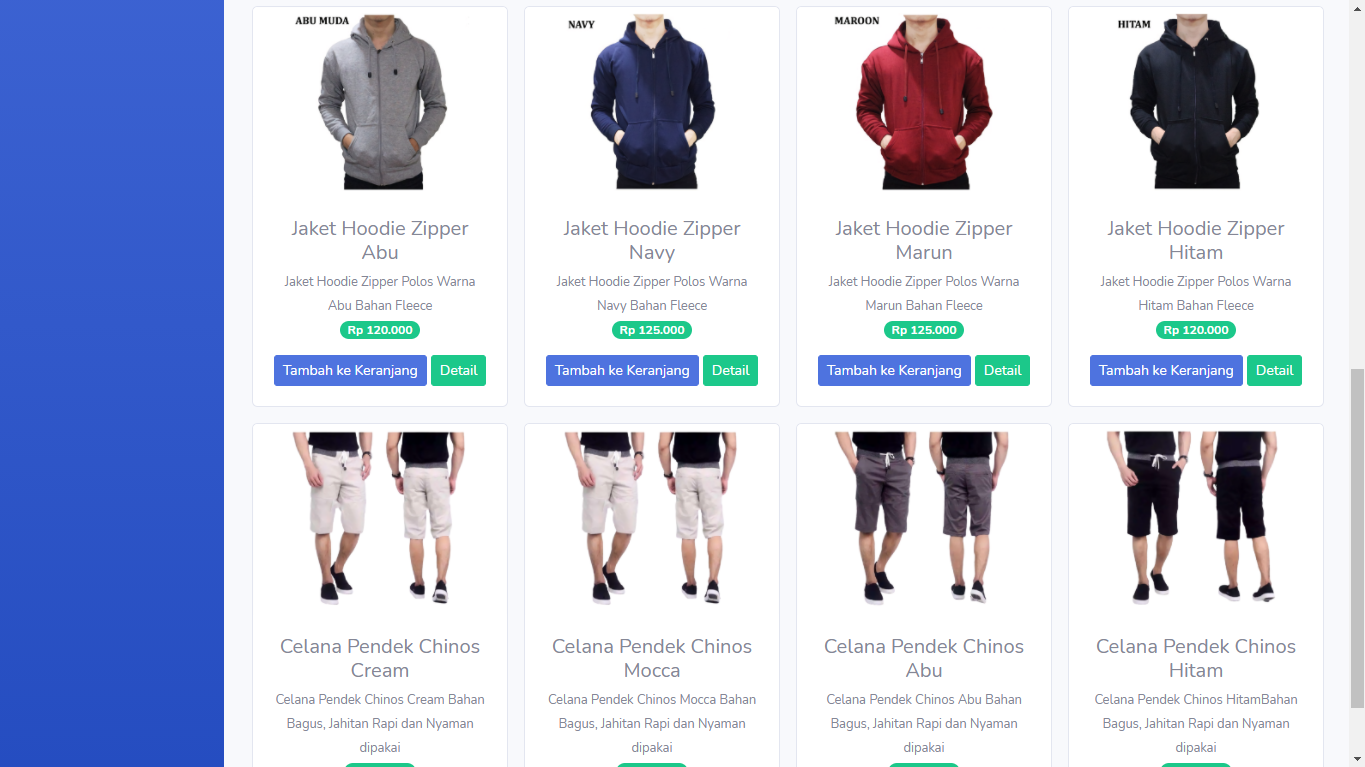 ABU MUDA
NAVY
MAROON
HITAM
Jaket Hoodie Zipper
Abu
Jaket Hoodie Zipper Polos Warna
Abu Bahan Fleece
Rp 120.000
Tambah ke Keranjang
Detail
Jaket Hoodie Zipper
Navy
Jaket Hoodie Zipper Polos Warna
Navy Bahan Fleece
Rp 125.000
Tambah ke Keranjang
Detail
Jaket Hoodie Zipper
Marun
Jaket Hoodie Zipper Polos Warna
Marun Bahan Fleece
Rp 125.000
Tambah ke Keranjang
Detail
Jaket Hoodie Zipper
Hitam
Jaket Hoodie Zipper Polos Warna
Hitam Bahan Fleece
Rp 120.000
Tambah ke Keranjang
Detail
Celana Pendek Chinos
Cream
Celana Pendek Chinos Cream Bahan
Bagus, Jahitan Rapi dan Nyaman
dipakai
Celana Pendek Chinos
Mocca
Celana Pendek Chinos Mocca Bahan
Bagus, Jahitan Rapi dan Nyaman
dipakai
Celana Pendek Chinos
Abu
Celana Pendek Chinos Abu Bahan
Bagus, Jahitan Rapi dan Nyaman
dipakai
Celana Pendek Chinos
Hitam
Celana Pendek Chinos HitamBahan
Bagus, Jahitan Rapi dan Nyaman
dipakai